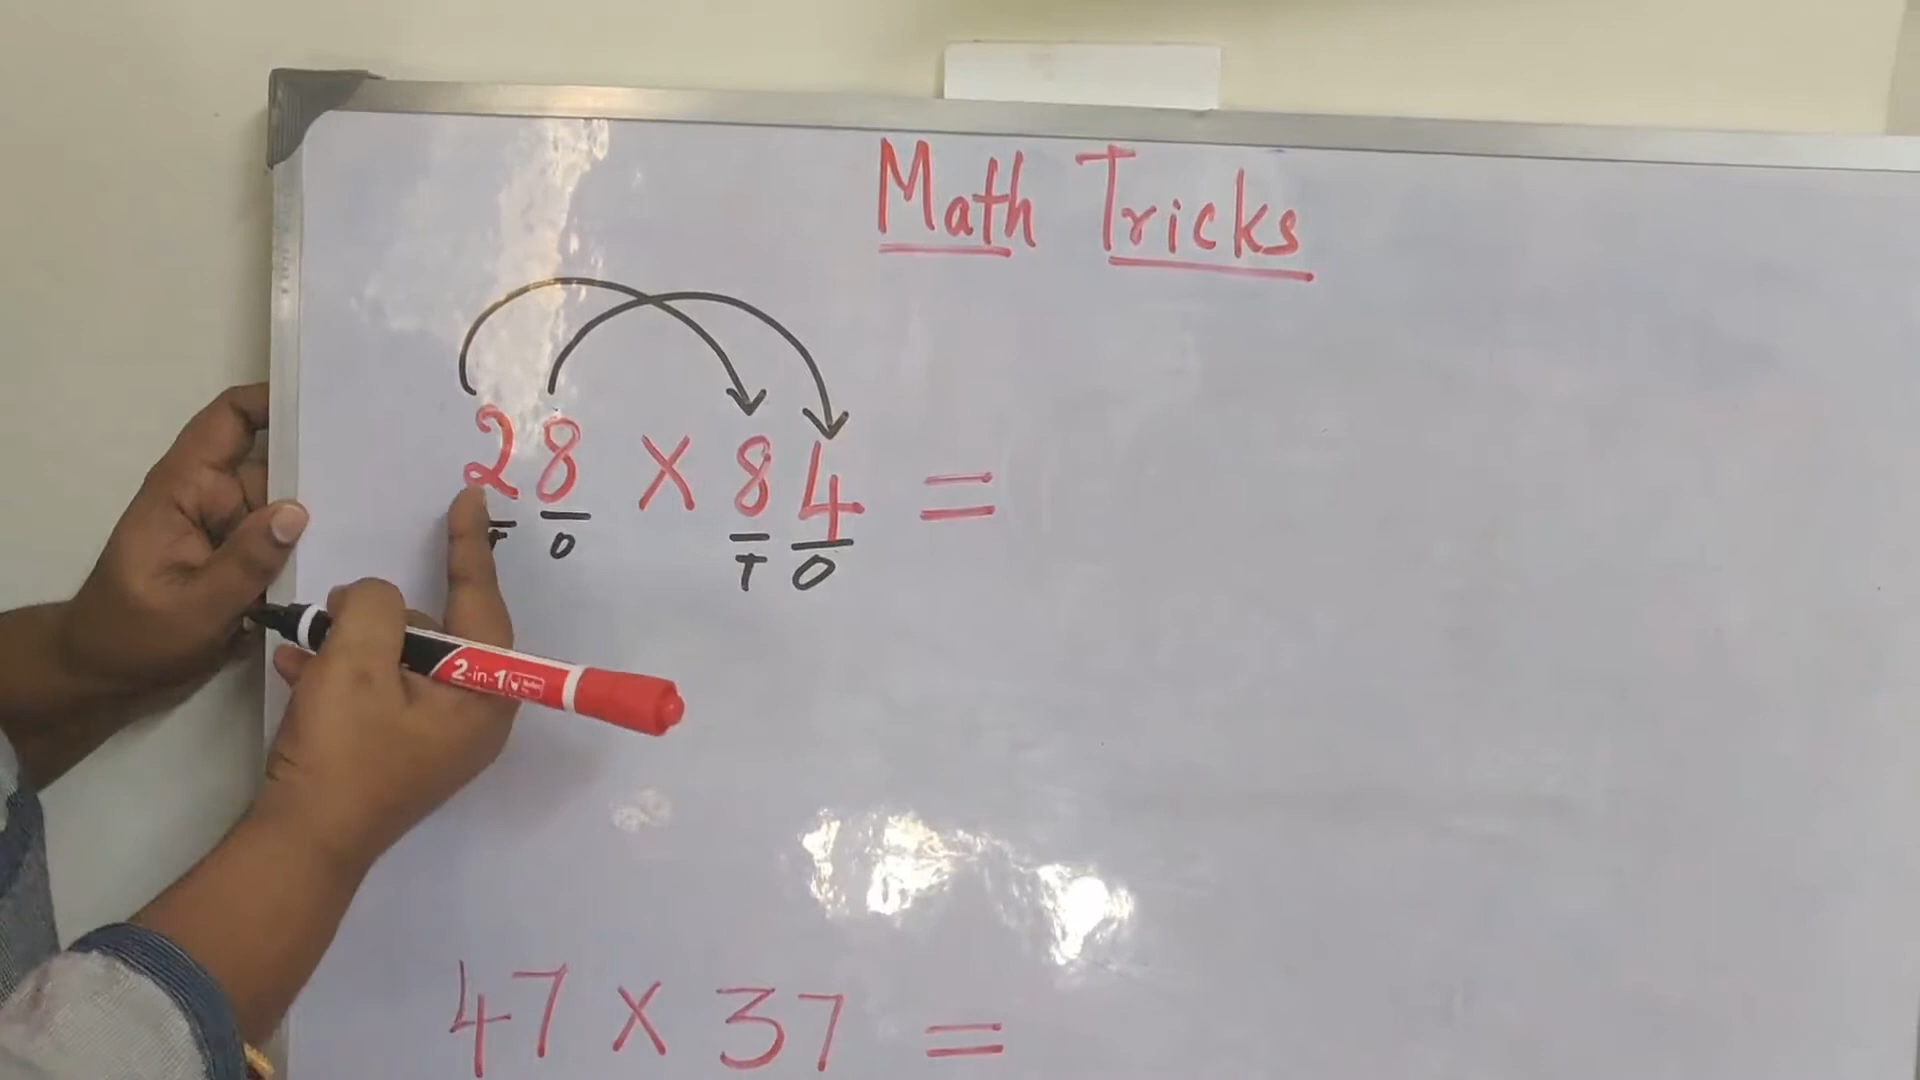 Math Tricks
28 × 84 =
T O T O
2-in-1
47 × 37 =